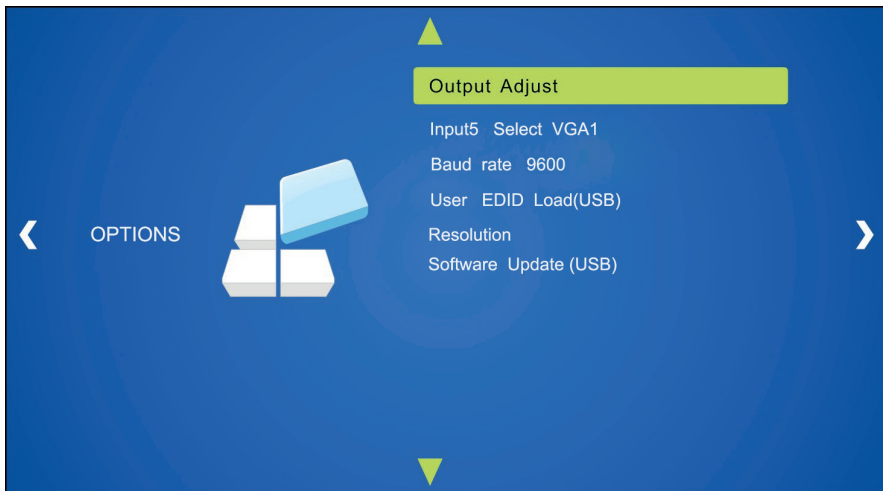 Output Adjust
Input5 Select VGA1
Baud rate 9600
User EDID Load(USB)
OPTIONS
Resolution
Software Update (USB)